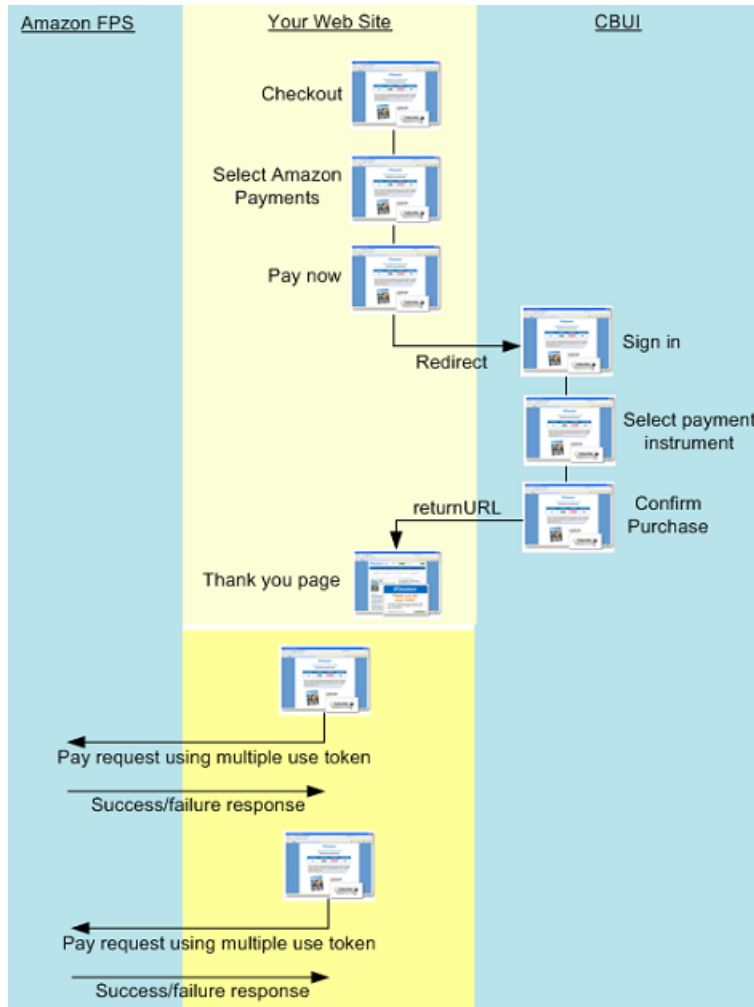 Amazon FPS
Your Web Site
CBUI
Checkout
Select Amazon
Payments
Pay now
Redirect
Sign in
Select payment
instrument
returnURL
Confirm
Purchase
Thank you page
Pay request using multiple use token
Success/failure response
Pay request using multiple use token
Success/failure response